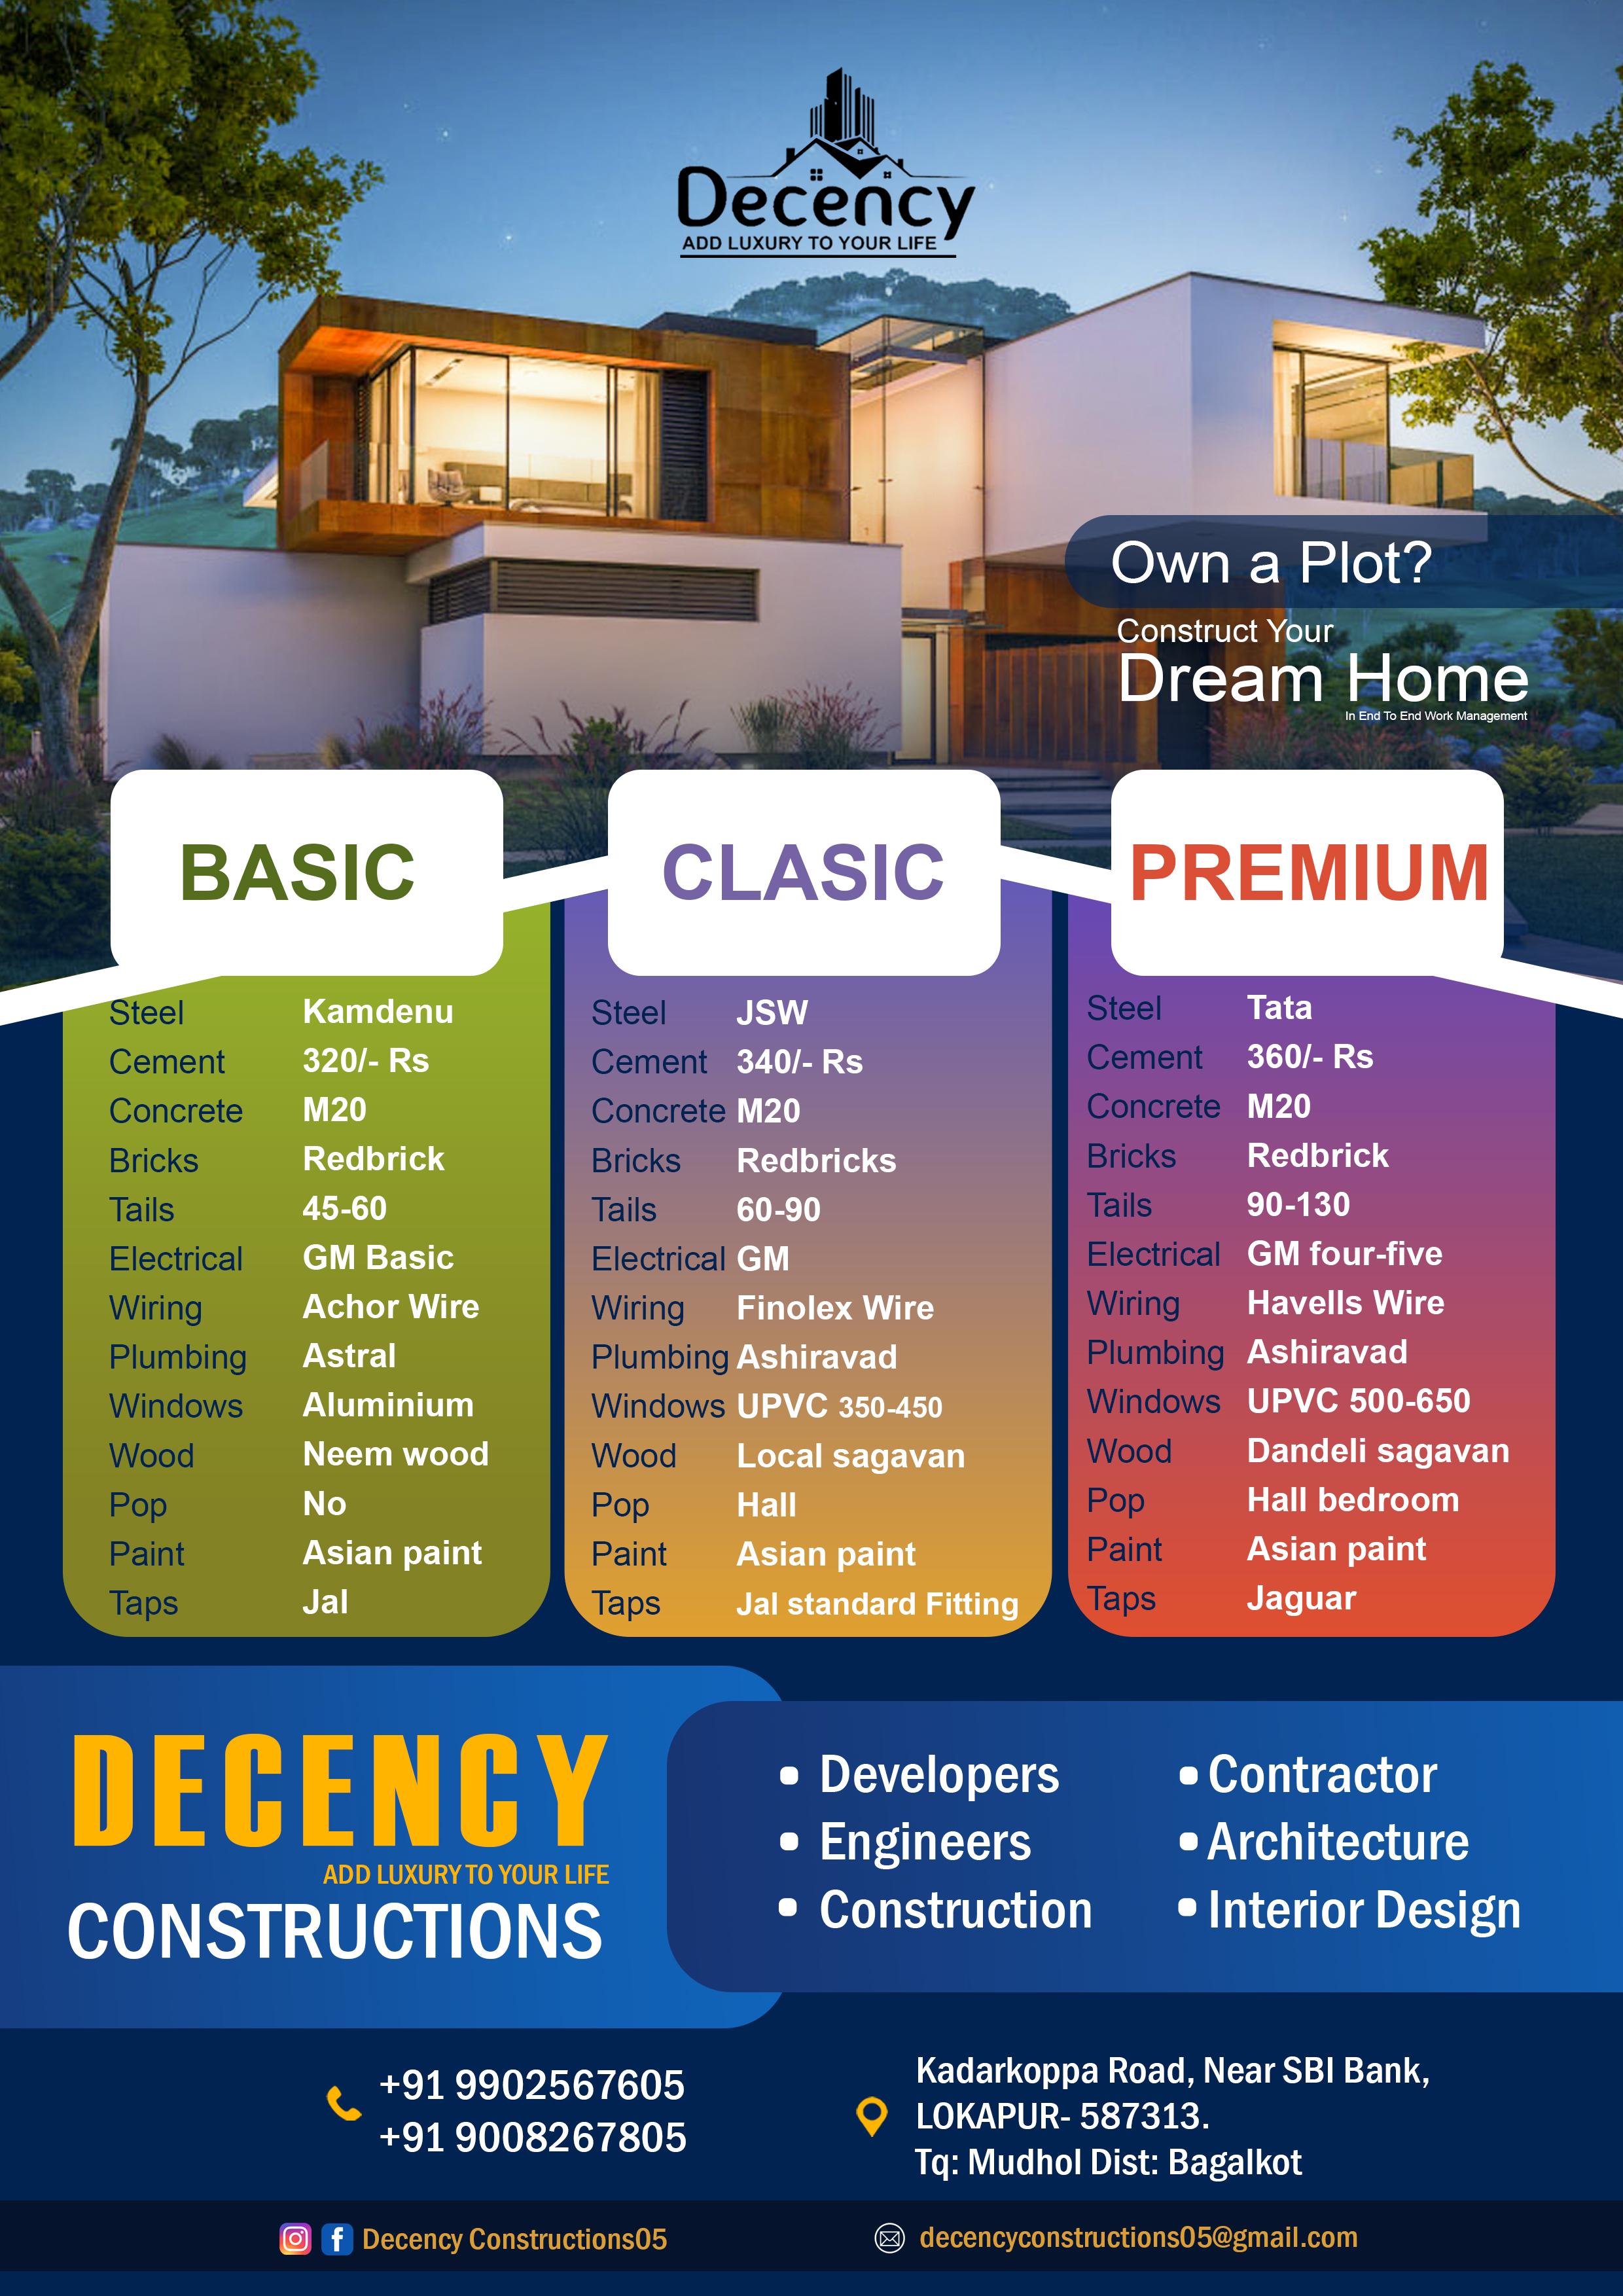 Decency
ADD LUXURY TO YOUR LIFE
Own a Plot?
Construct Your
Dream Home
In End To End Work Management
BASIC
Steel Kamdenu
Cement 320/- Rs
Concrete M20
Bricks Redbrick
Tails 45-60
Electrical GM Basic
Wiring Achor Wire
Plumbing Astral
Windows Aluminium
Wood Neem wood
Pop No
Paint Asian paint
Taps Jal
CLASIC
Steel JSW
Cement 340/- Rs
Concrete M20
Bricks Redbricks
Tails 60-90
Electrical GM
Wiring Finolex Wire
Plumbing Ashiravad
Windows UPVC 350-450
Wood Local sagavan
Pop Hall
Paint Asian paint
Taps Jal standard Fitting
PREMIUM
Steel Tata
Cement 360/- Rs
Concrete M20
Bricks Redbrick
Tails 90-130
Electrical GM four-five
Wiring Havells Wire
Plumbing Ashiravad
Windows UPVC 500-650
Wood Dandeli sagavan
Pop Hall bedroom
Paint Asian paint
Taps Jaguar
DECENCY
ADD LUXURY TO YOUR LIFE
CONSTRUCTIONS
• Developers
• Engineers
• Construction
• Contractor
• Architecture
• Interior Design
+91 9902567605
+91 9008267805
Kadarkoppa Road, Near SBI Bank,
LOKAPUR- 587313.
Tq: Mudhol Dist: Bagalkot
Decency Constructions05
decencyconstructions05@gmail.com